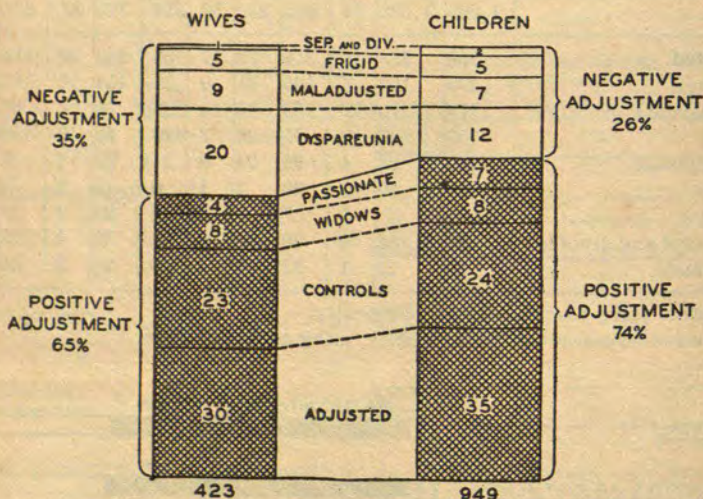 WIVES CHILDREN
1 SEP. AND DIV. 2
5 FRIGID 5
9 MALADJUSTED 7
NEGATIVE
ADJUSTMENT
35%
NEGATIVE
ADJUSTMENT
26%
20 DYSPAREUNIA 12
4 PASSIONATE 7
8 WIDOWS 8
23 CONTROLS 24
POSITIVE
ADJUSTMENT
65%
POSITIVE
ADJUSTMENT
74%
30 ADJUSTED 35
423 949